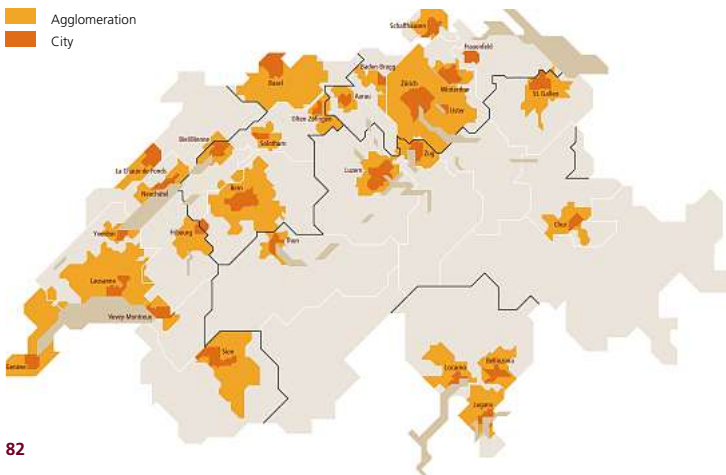 Agglomeration
City
Schaffhausen
Frauenfeld
Basel
Baden-Brugg
Zürich
Winterthur
Aarau
St. Gallen
Uster
Olten-Zofingen
Solothurn
Biel/Bienne
Zug
La Chaux-de-Fonds
Luzern
Neuchâtel
Bern
Chur
Yverdon
Fribourg
Thun
Lausanne
Vevey-Montreux
Sion
Genève
Locarno
Bellinzona
Lugano
82